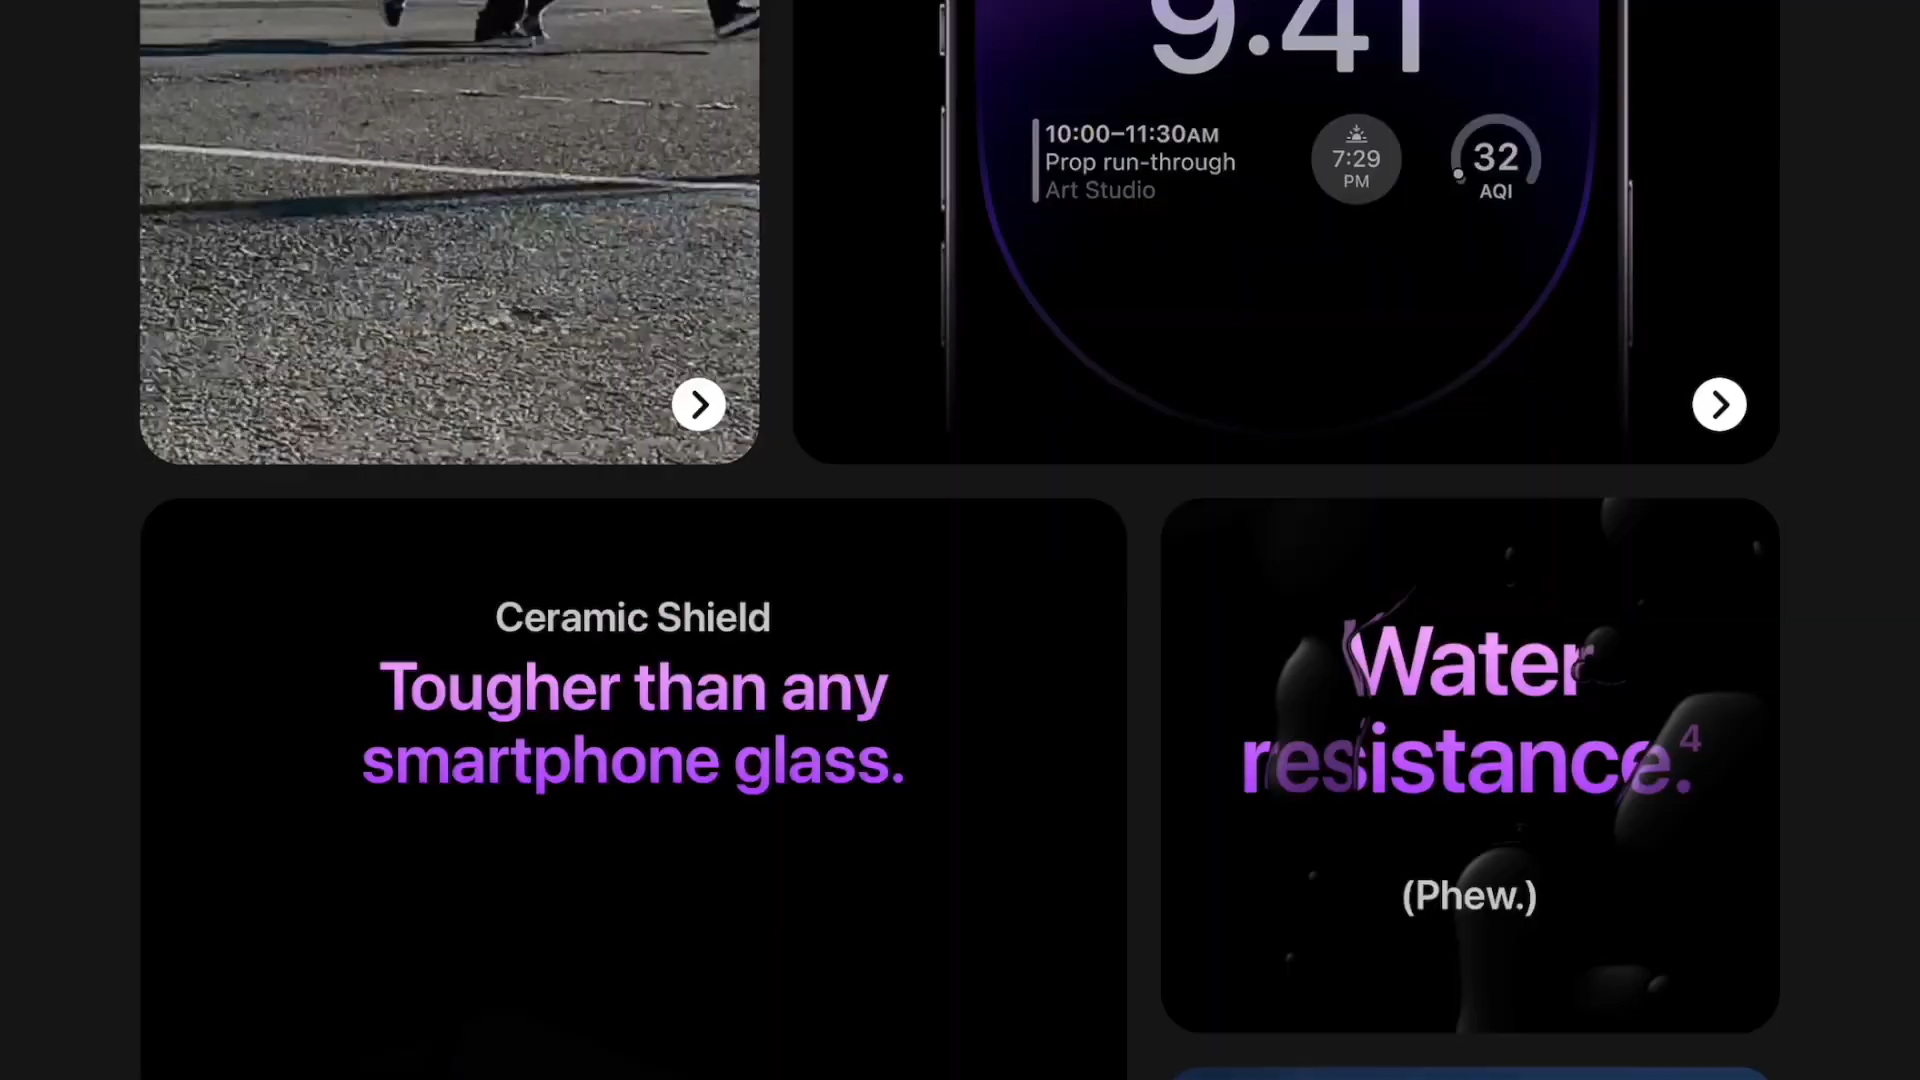 9:41
10:00–11:30AM
Prop run-through
Art Studio
7:29
PM
32
AQI
Ceramic Shield
Tougher than any
smartphone glass.
Water
resistance.4
(Phew.)